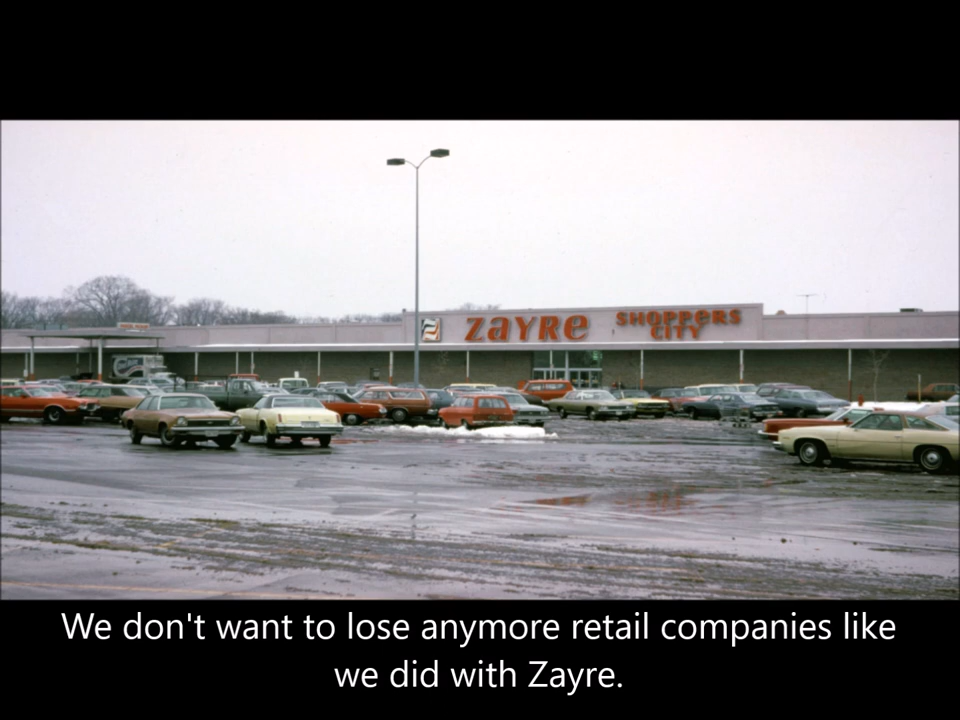 ZAYRE
SHOPPERS
CITY
We don't want to lose anymore retail companies like
we did with Zayre.